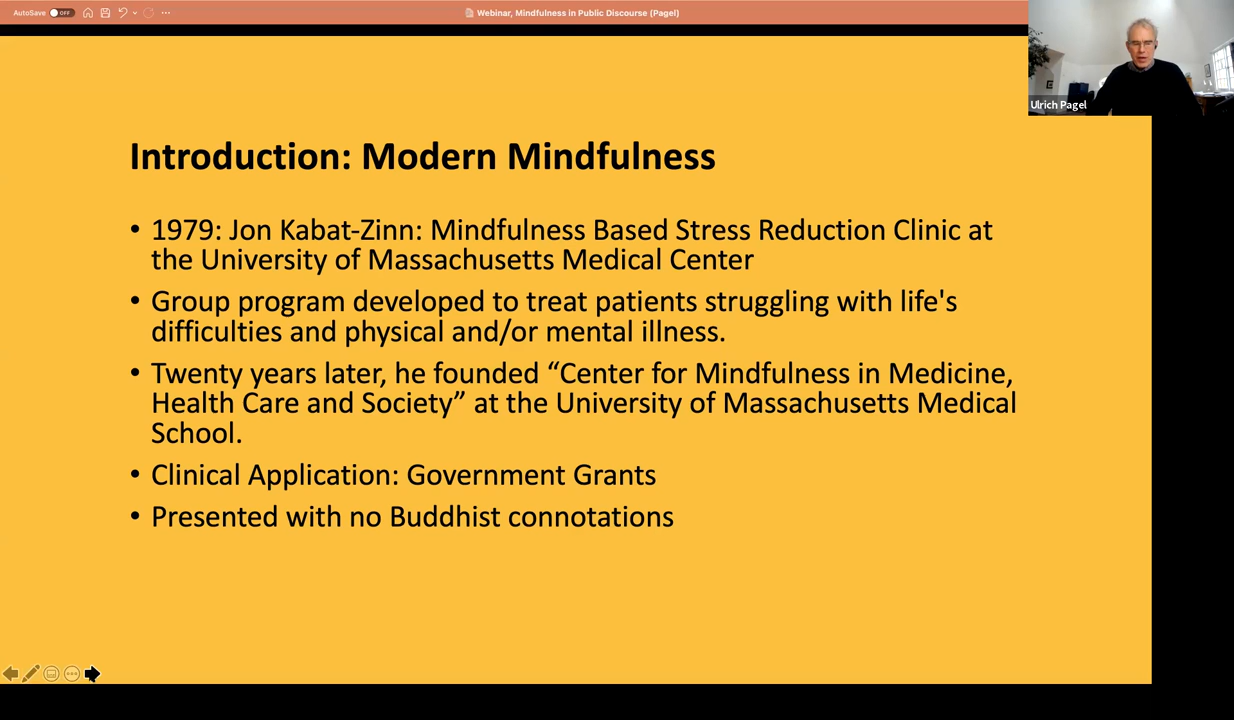 AutoSave OFF
Webinar, Mindfulness in Public Discourse (Pagel)
Ulrich Pagel
Introduction: Modern Mindfulness
• 1979: Jon Kabat-Zinn: Mindfulness Based Stress Reduction Clinic at
the University of Massachusetts Medical Center
• Group program developed to treat patients struggling with life's
difficulties and physical and/or mental illness.
• Twenty years later, he founded “Center for Mindfulness in Medicine,
Health Care and Society” at the University of Massachusetts Medical
School.
• Clinical Application: Government Grants
• Presented with no Buddhist connotations